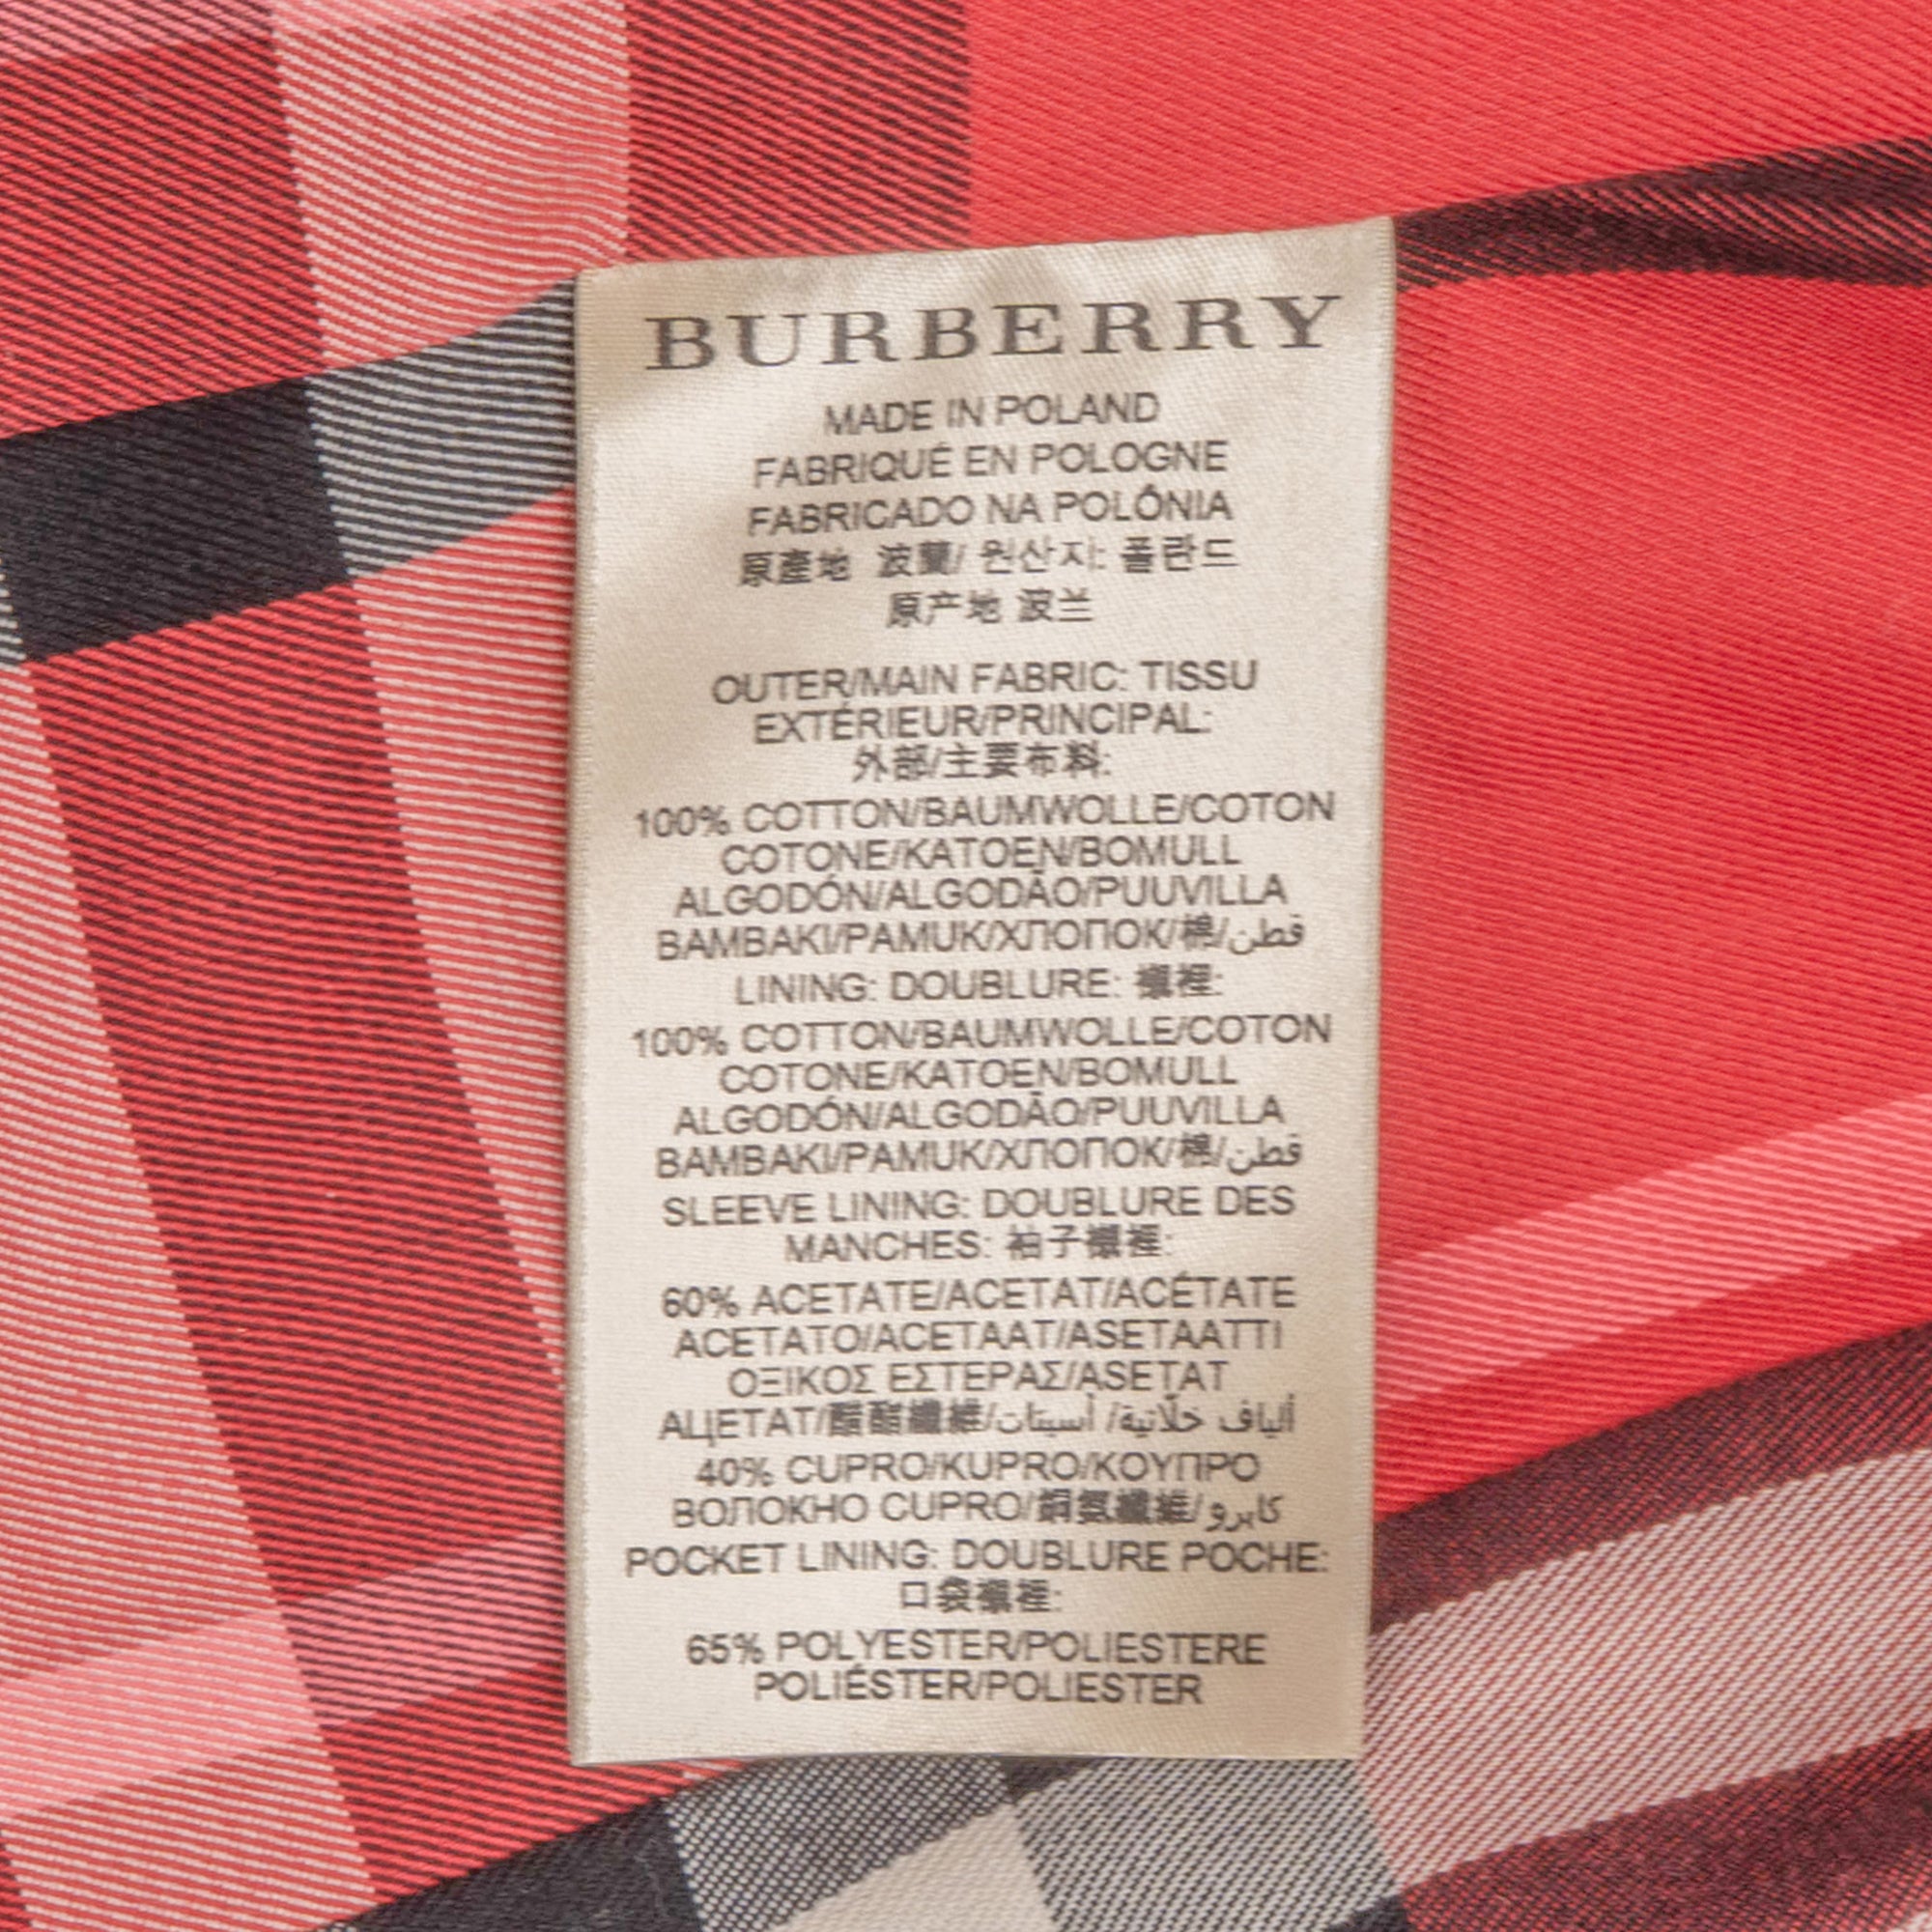 BURBERRY
MADE IN POLAND
FABRIQUÉ EN POLOGNE
FABRICADO NA POLÓNIA
原產地 波蘭/ 원산지: 폴란드
原产地 波兰
OUTER/MAIN FABRIC: TISSU
EXTÉRIEUR/PRINCIPAL:
外部/主要布料:
100% COTTON/BAUMWOLLE/COTON
COTONE/KATOEN/BOMULL
ALGODÓN/ALGODÃO/PUUVILLA
BAMBAKI/PAMUK/ХЛОПОК/棉/قطن
LINING: DOUBLURE: 襯裡:
100% COTTON/BAUMWOLLE/COTON
COTONE/KATOEN/BOMULL
ALGODÓN/ALGODÃO/PUUVILLA
BAMBAKI/PAMUK/ХЛОПОК/棉/قطن
SLEEVE LINING: DOUBLURE DES
MANCHES: 袖子襯裡:
60% ACETATE/ACETAT/ACÉTATE
ACETATO/ACETAAT/ASETAATTI
ΟΞΙΚΟΣ ΕΣΤΕΡΑΣ/ASETAT
АЦЕТАТ/醋酯纖維/ألياف خلّاتية/ أسيتات
40% CUPRO/KUPRO/ΚΟΥΠΡΟ
ВОЛОКНО CUPRO/銅氨纖維/كابرو
POCKET LINING: DOUBLURE POCHE:
口袋襯裡:
65% POLYESTER/POLIESTERE
POLIÉSTER/POLIESTER